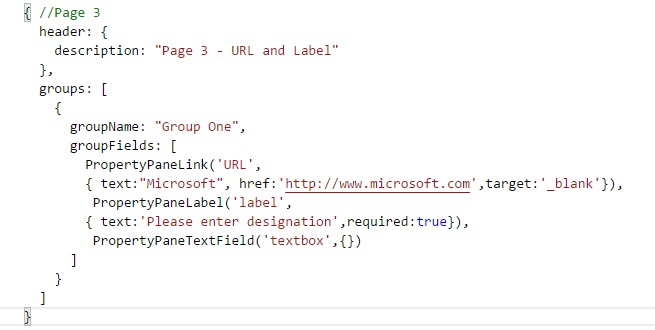 { //Page 3
header: {
description: "Page 3 - URL and Label"
},
groups: [
{
groupName: "Group One",
groupFields: [
PropertyPaneLink('URL',
{ text:"Microsoft", href:'http://www.microsoft.com',target:'_blank'}),
PropertyPaneLabel('label',
{ text:'Please enter designation',required:true}),
PropertyPaneTextField('textbox',{})
]
}
]
}